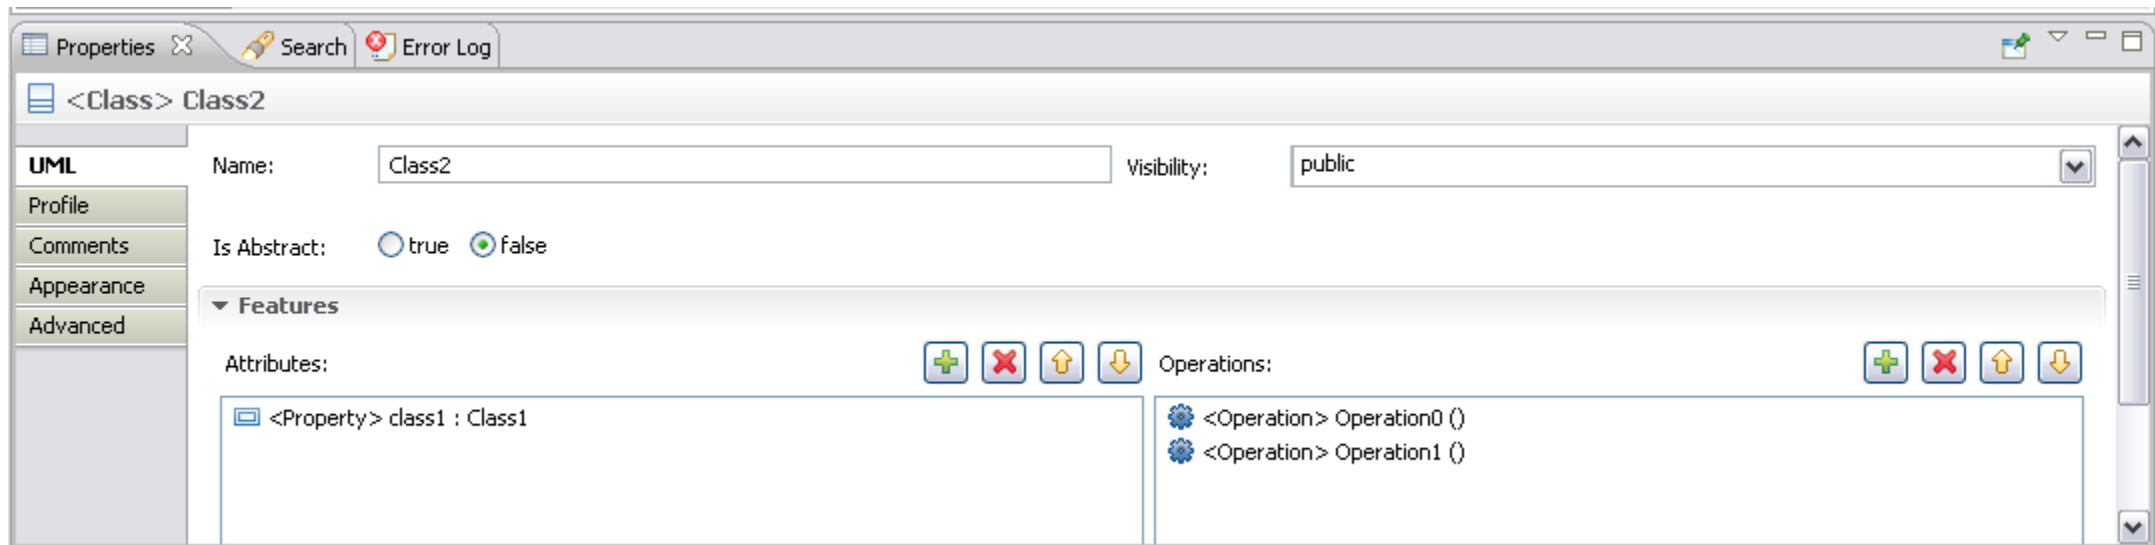 Properties Search Error Log
<Class> Class2
UML Name: Class2 Visibility: public
Profile
Comments Is Abstract: true false
Appearance
Features
Advanced
Attributes: Operations:
<Property> class1 : Class1 <Operation> Operation0 ()
<Operation> Operation1 ()